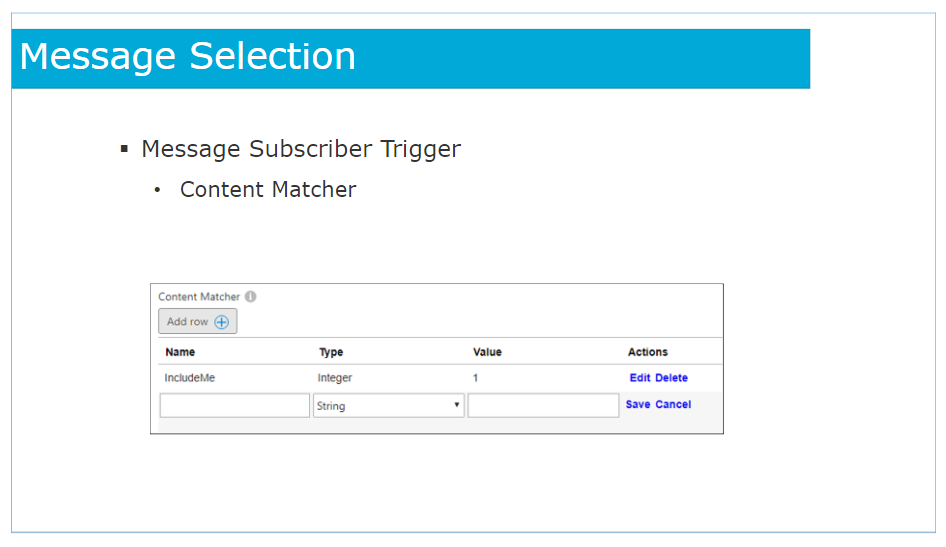 Message Selection
Message Subscriber Trigger
Content Matcher
Content Matcher
Add row
Name Type Value Actions
IncludeMe Integer 1 Edit Delete
String Save Cancel